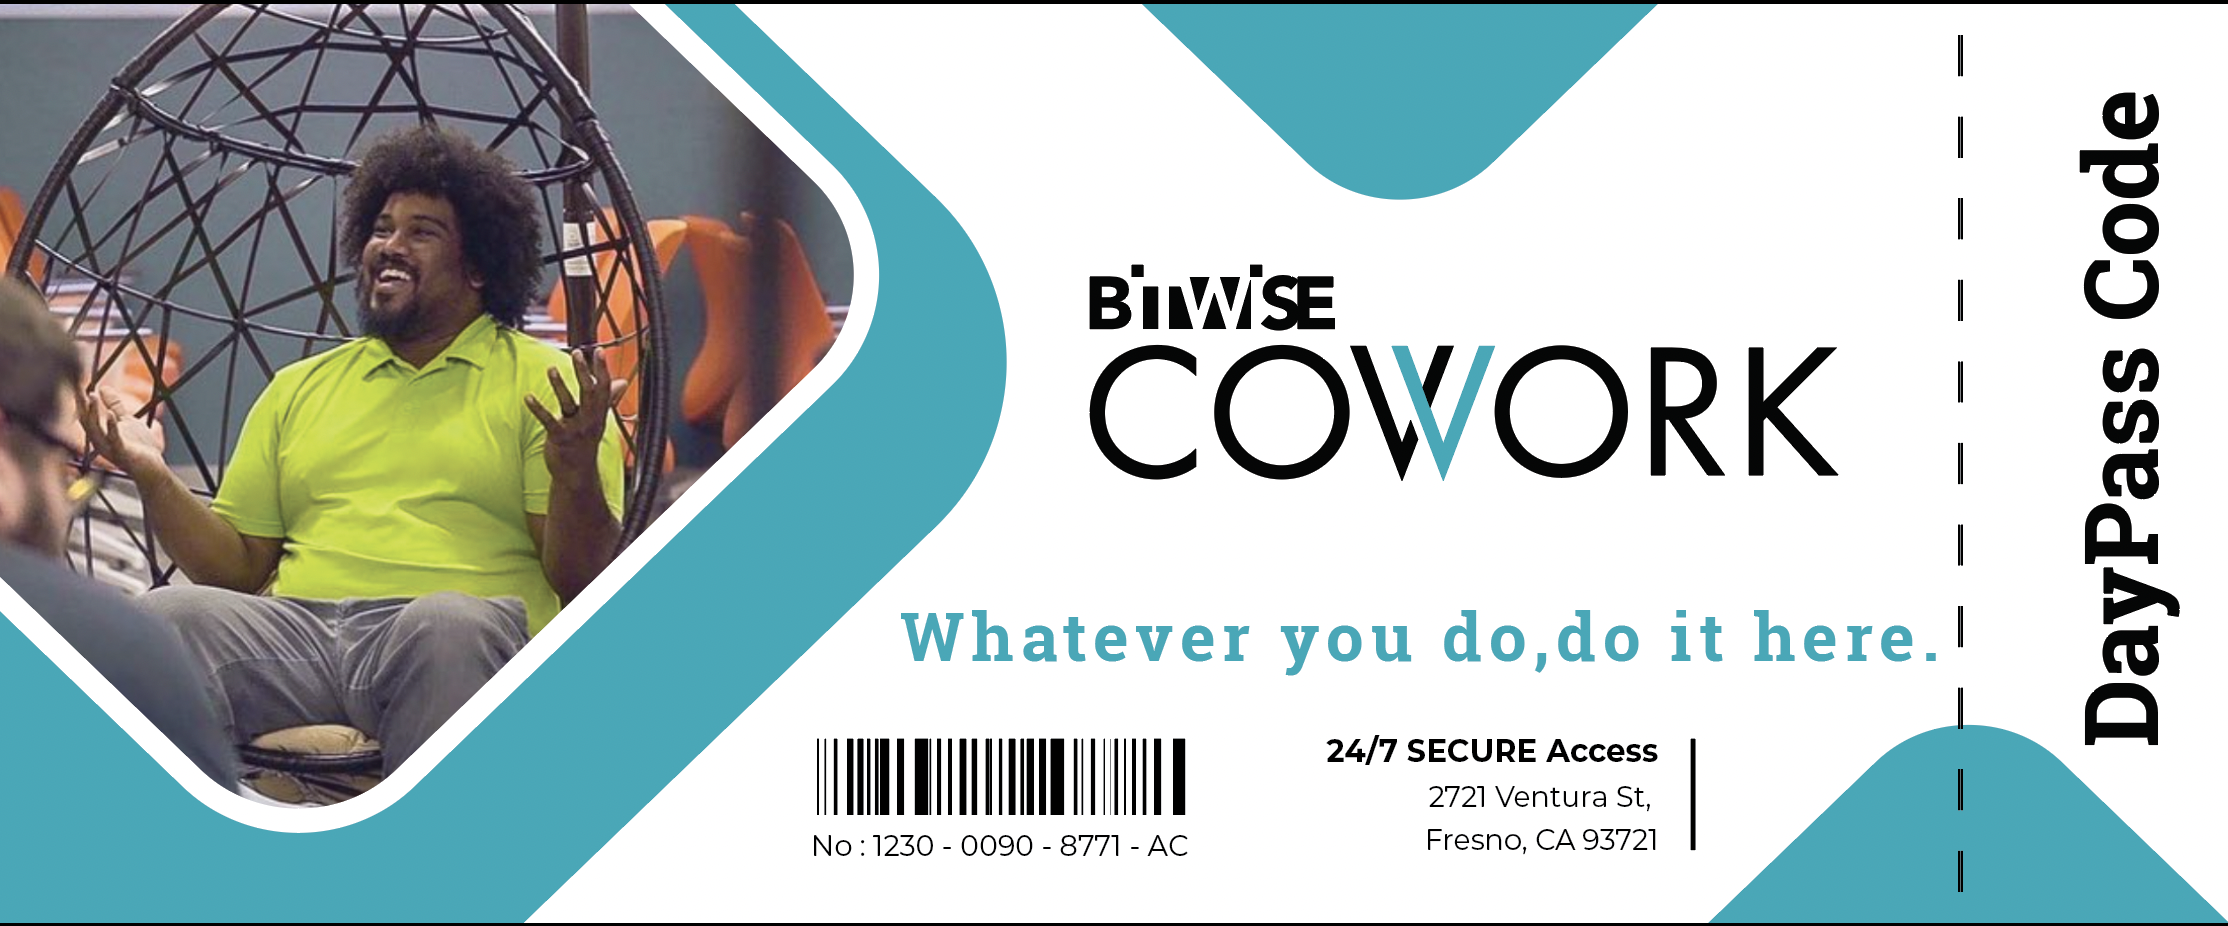 BiTWiSE
COWORK
Whatever you do,do it here.
No : 1230 - 0090 - 8771 - AC
24/7 SECURE Access
2721 Ventura St,
Fresno, CA 93721
DayPass Code